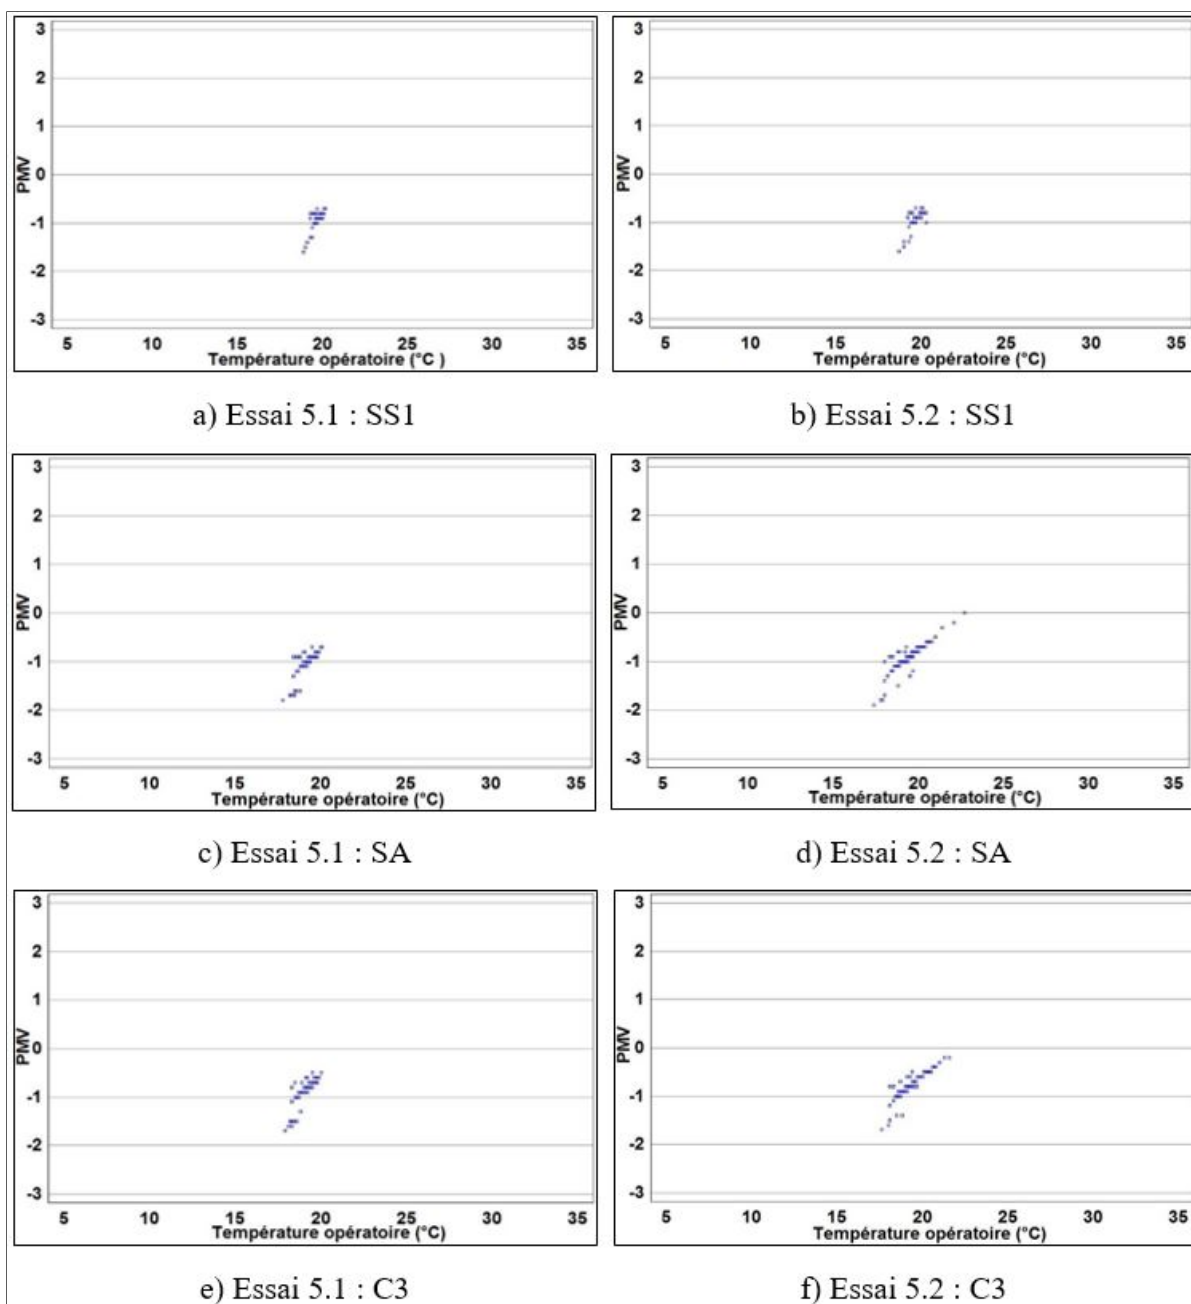 3
2
1
0
-1
-2
-3
PMV
5 10 15 20 25 30 35
Température opératoire (°C )
3
2
1
0
-1
-2
-3
PMV
5 10 15 20 25 30 35
Température opératoire (°C)
a) Essai 5.1 : SS1
b) Essai 5.2 : SS1
3
2
1
0
-1
-2
-3
PMV
5 10 15 20 25 30 35
Température opératoire (°C)
3
2
1
0
-1
-2
-3
PMV
5 10 15 20 25 30 35
Température opératoire (°C)
c) Essai 5.1 : SA
d) Essai 5.2 : SA
3
2
1
0
-1
-2
-3
PMV
5 10 15 20 25 30 35
Température opératoire (°C)
3
2
1
0
-1
-2
-3
PMV
5 10 15 20 25 30 35
Température opératoire (°C)
e) Essai 5.1 : C3
f) Essai 5.2 : C3